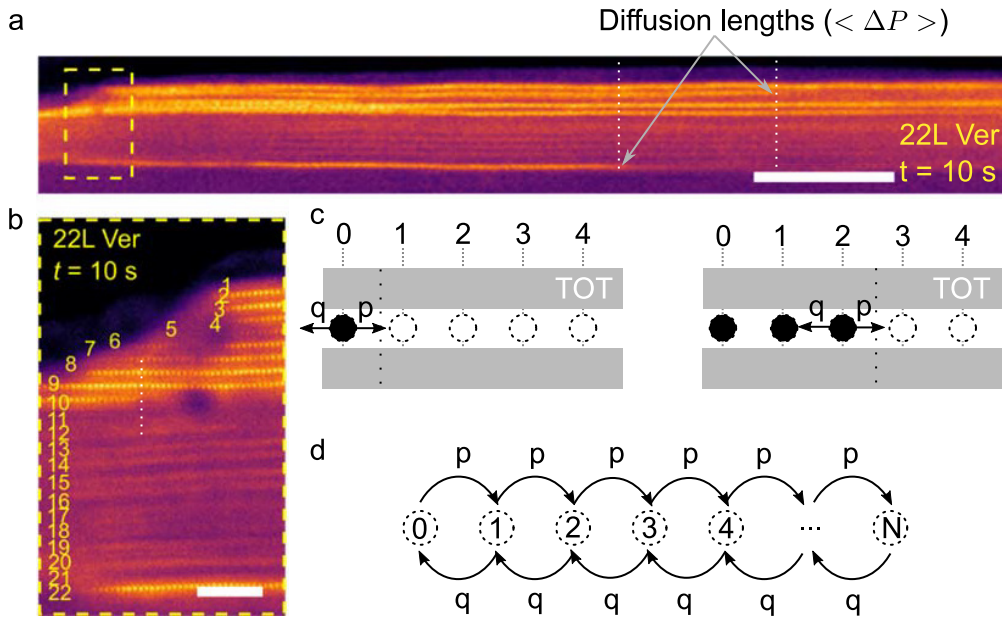 a
Diffusion lengths (< ΔP >)
22L Ver
t = 10 s
b
22L Ver
t = 10 s
1
2
3
4
5
6
7
8
9
10
11
12
13
14
15
16
17
18
19
20
21
22
c
0 1 2 3 4
TOT
q p
0 1 2 3 4
TOT
q p
d
p p p p p p
0 1 2 3 4 ... N
q q q q q q